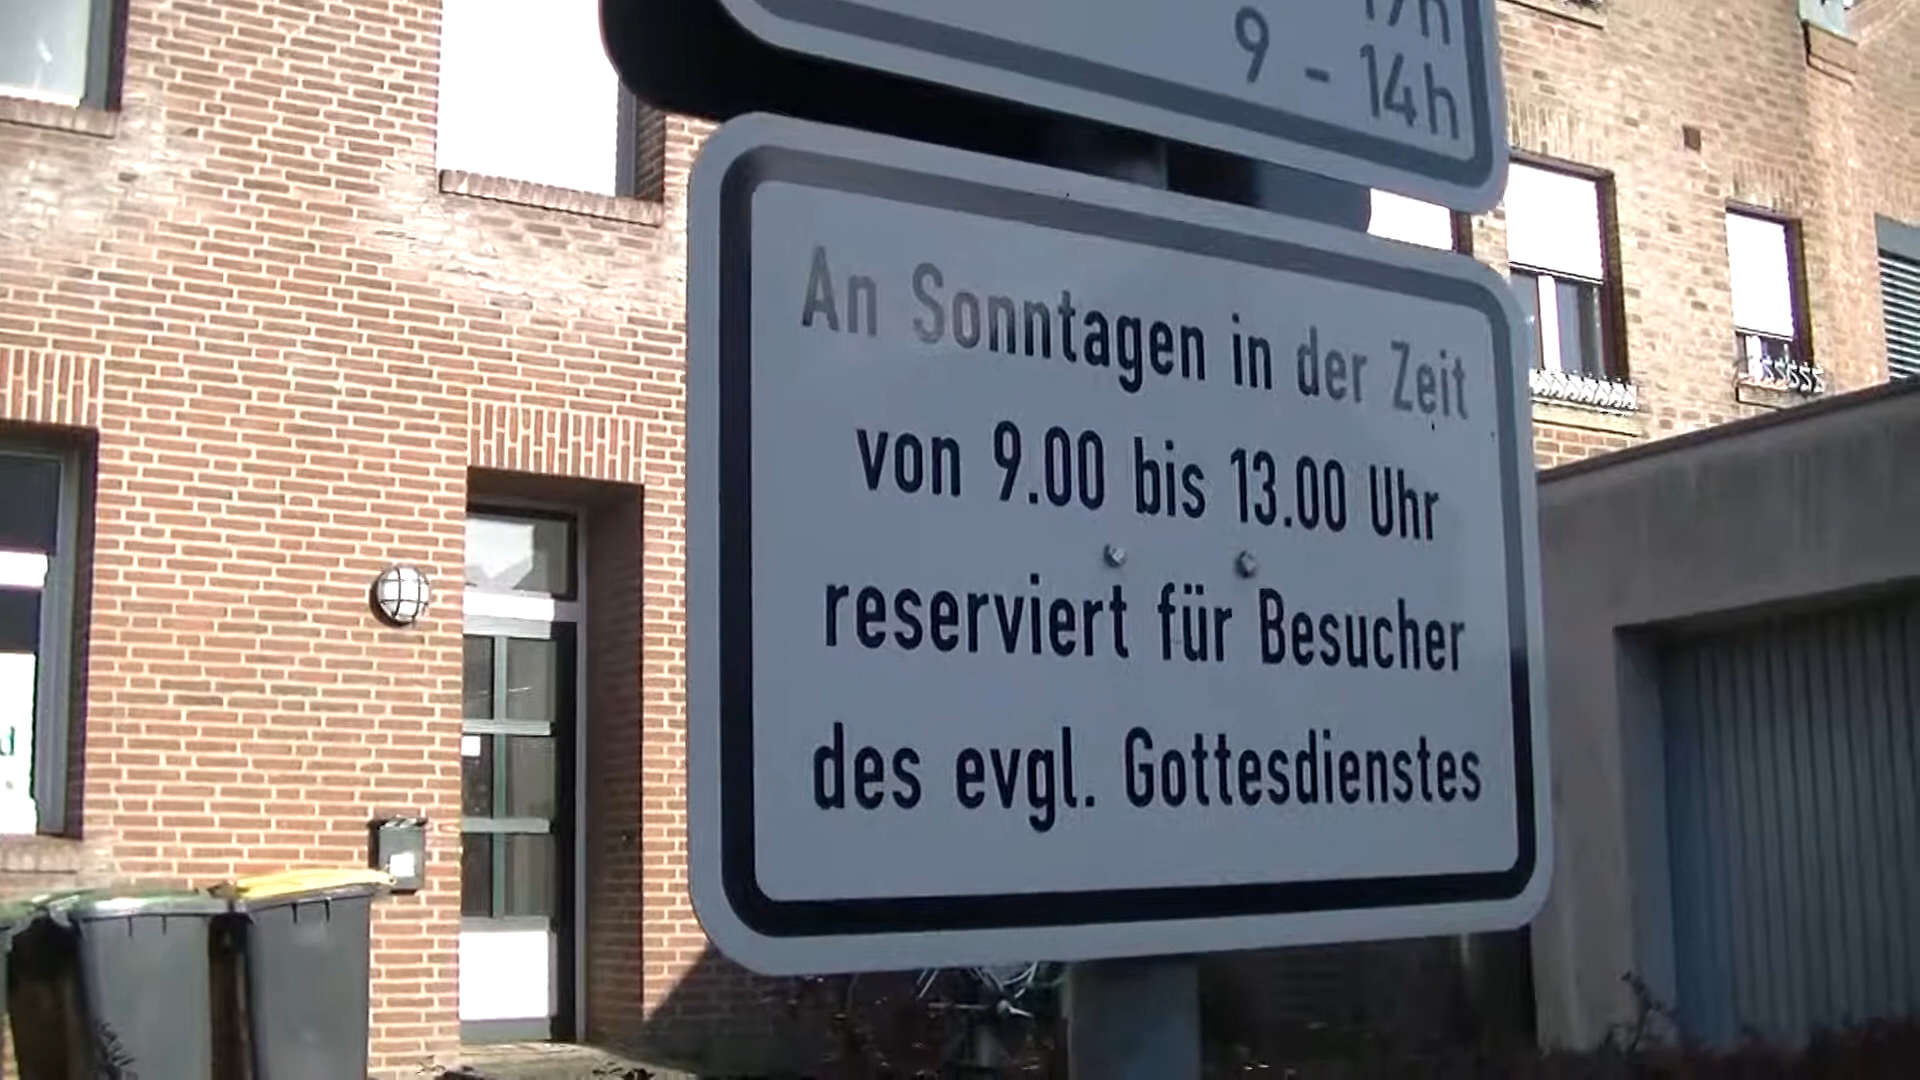 9 - 14h
An Sonntagen in der Zeit
von 9.00 bis 13.00 Uhr
reserviert für Besucher
des evgl. Gottesdienstes